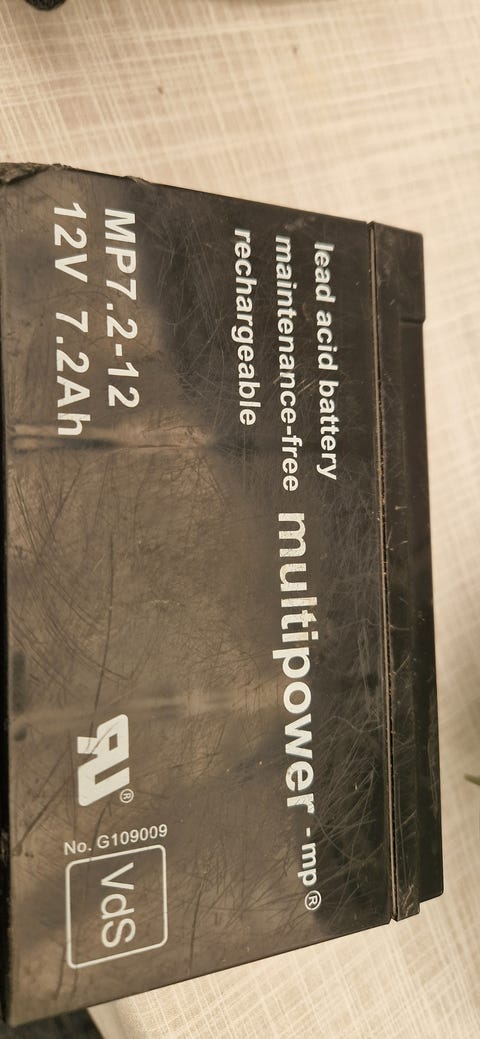 lead acid battery
maintenance-free
rechargeable
multipower - mp®
MP7.2-12
12V 7.2Ah
®
No. G109009
VdS